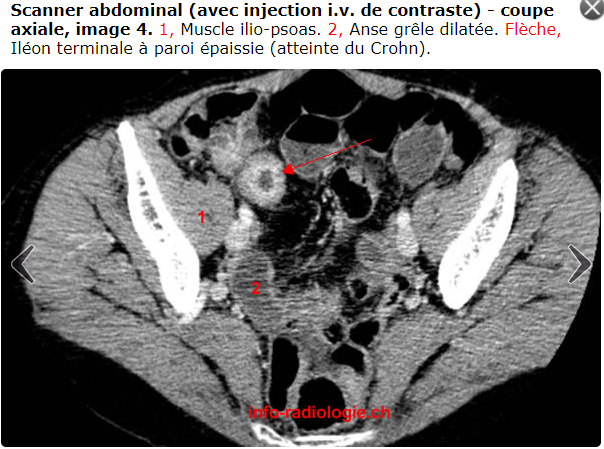 Scanner abdominal (avec injection i.v. de contraste) - coupe
axiale, image 4. 1, Muscle ilio-psoas. 2, Anse grêle dilatée. Flèche,
Iléon terminale à paroi épaissie (atteinte du Crohn).
1
2
info-radiologie.ch